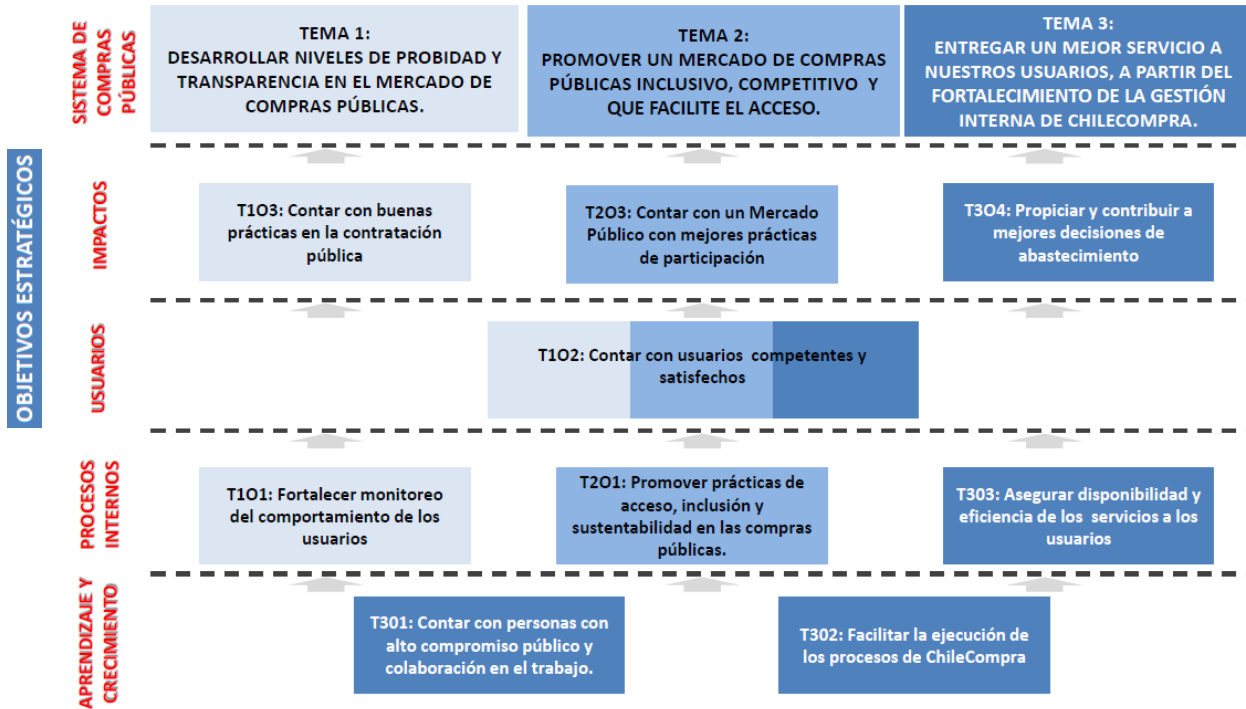 OBJETIVOS ESTRATÉGICOS
SISTEMA DE
COMPRAS
PÚBLICAS
TEMA 1:
DESARROLLAR NIVELES DE PROBIDAD Y
TRANSPARENCIA EN EL MERCADO DE
COMPRAS PÚBLICAS.
TEMA 2:
PROMOVER UN MERCADO DE COMPRAS
PÚBLICAS INCLUSIVO, COMPETITIVO Y
QUE FACILITE EL ACCESO.
TEMA 3:
ENTREGAR UN MEJOR SERVICIO A
NUESTROS USUARIOS, A PARTIR DEL
FORTALECIMIENTO DE LA GESTIÓN
INTERNA DE CHILECOMPRA.
IMPACTOS
T1O3: Contar con buenas
prácticas en la contratación
pública
T2O3: Contar con un Mercado
Público con mejores prácticas
de participación
T3O4: Propiciar y contribuir a
mejores decisiones de
abastecimiento
USUARIOS
T1O2: Contar con usuarios competentes y
satisfechos
PROCESOS
INTERNOS
T1O1: Fortalecer monitoreo
del comportamiento de los
usuarios
T2O1: Promover prácticas de
acceso, inclusión y
sustentabilidad en las compras
públicas.
T303: Asegurar disponibilidad y
eficiencia de los servicios a los
usuarios
APRENDIZAJE Y
CRECIMIENTO
T301: Contar con personas con
alto compromiso público y
colaboración en el trabajo.
T302: Facilitar la ejecución de
los procesos de ChileCompra